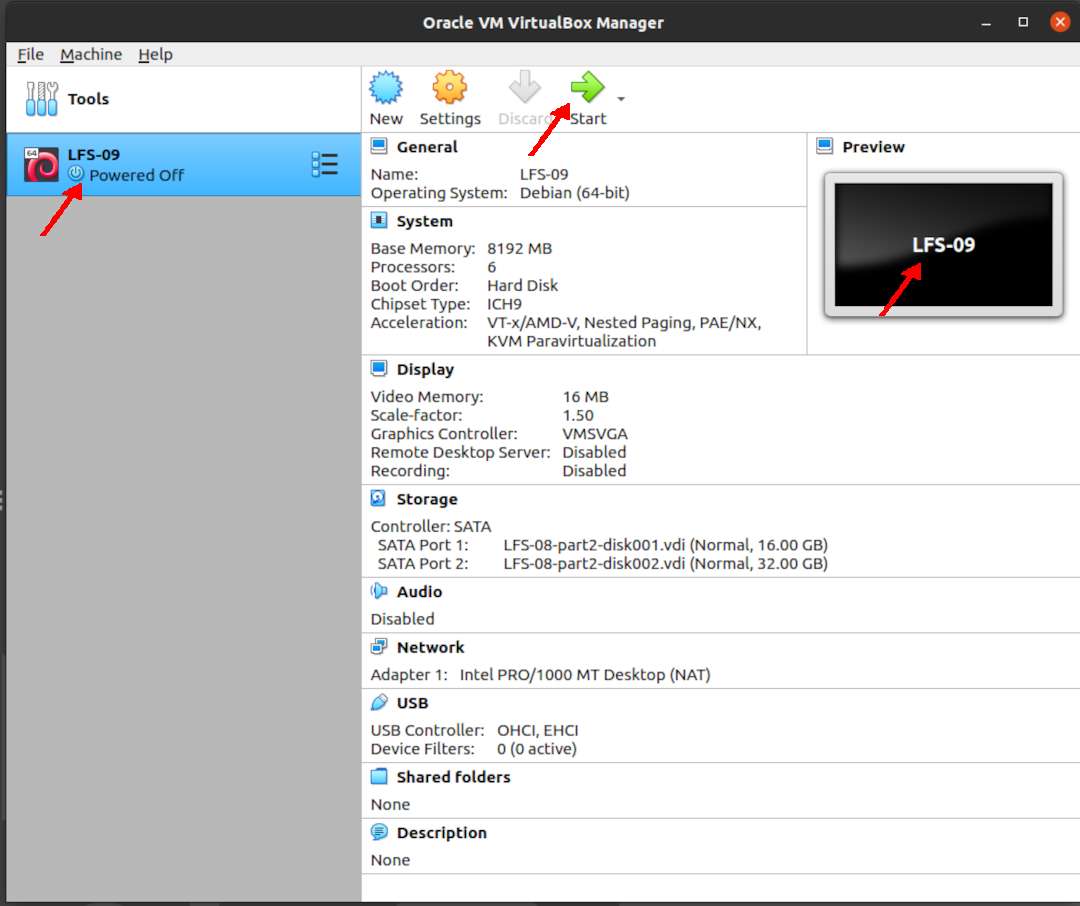 Oracle VM VirtualBox Manager
File Machine Help
Tools
New Settings Discard Start
64
LFS-09
Powered Off
General
Name: LFS-09
Operating System: Debian (64-bit)
System
Base Memory: 8192 MB
Processors: 6
Boot Order: Hard Disk
Chipset Type: ICH9
Acceleration: VT-x/AMD-V, Nested Paging, PAE/NX,
KVM Paravirtualization
Preview
LFS-09
Display
Video Memory: 16 MB
Scale-factor: 1.50
Graphics Controller: VMSVGA
Remote Desktop Server: Disabled
Recording: Disabled
Storage
Controller: SATA
SATA Port 1: LFS-08-part2-disk001.vdi (Normal, 16.00 GB)
SATA Port 2: LFS-08-part2-disk002.vdi (Normal, 32.00 GB)
Audio
Disabled
Network
Adapter 1: Intel PRO/1000 MT Desktop (NAT)
USB
USB Controller: OHCI, EHCI
Device Filters: 0 (0 active)
Shared folders
None
Description
None